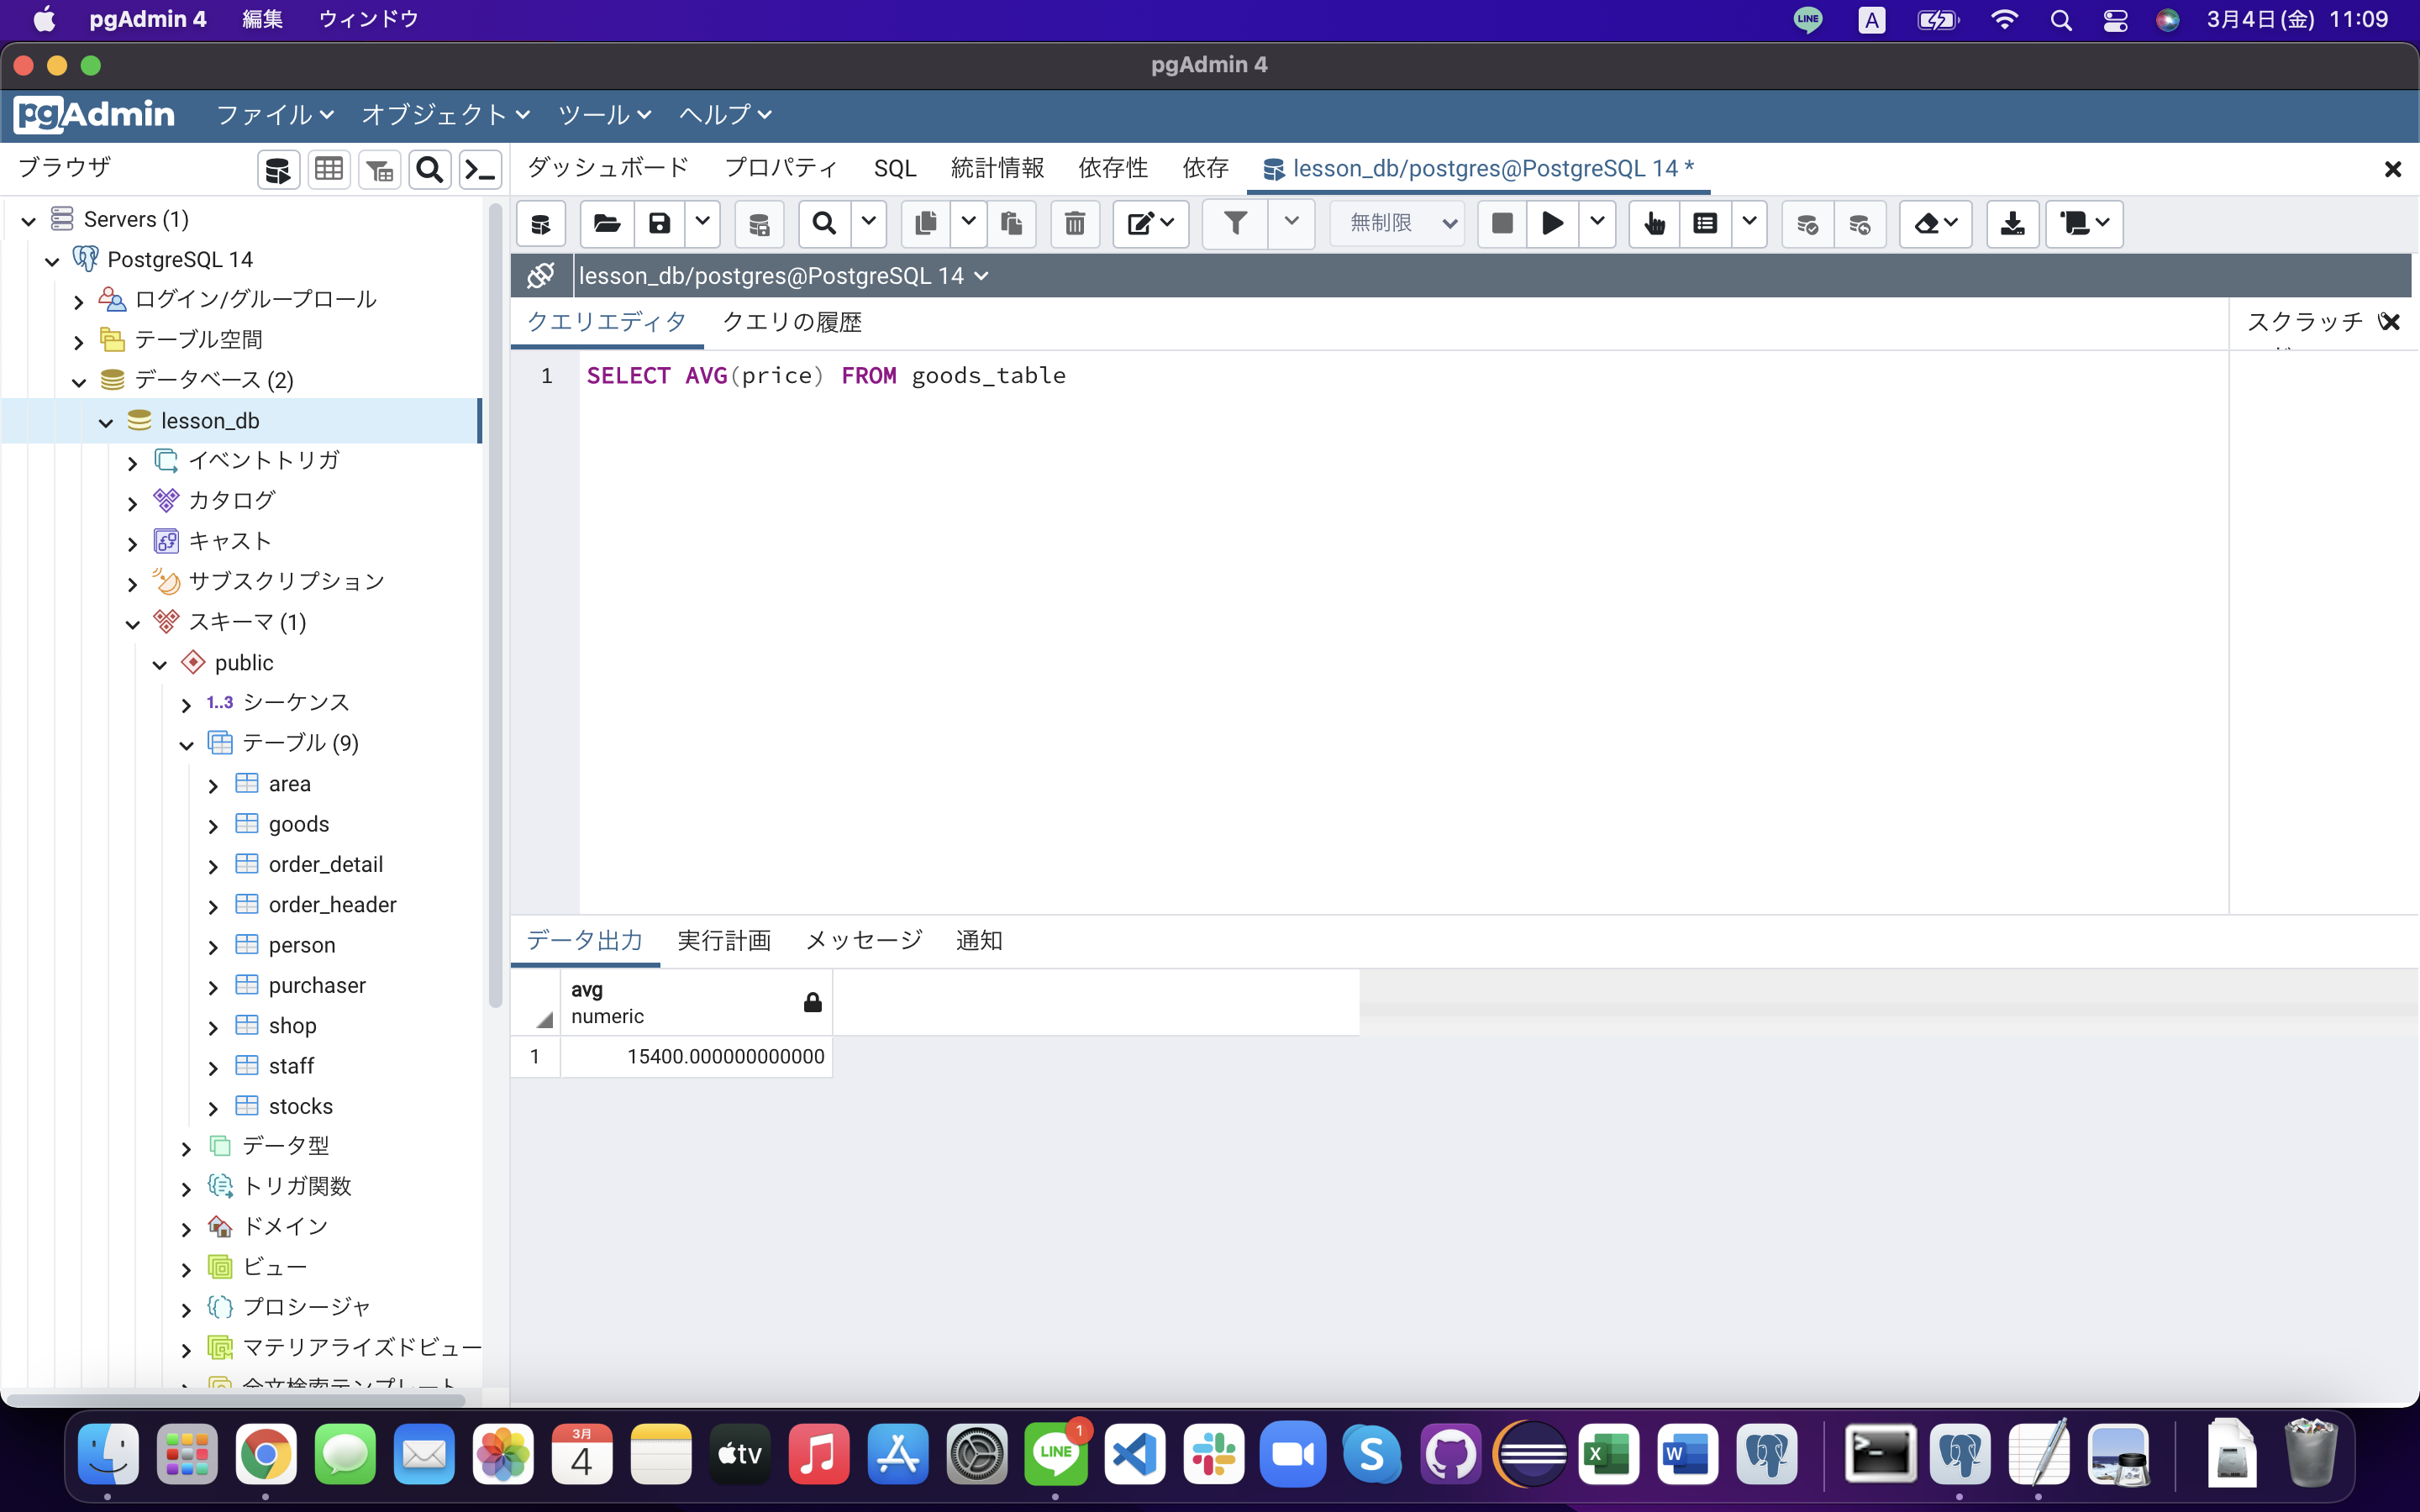 pgAdmin 4 編集 ウィンドウ LINE A 3月4日(金) 11:09
pgAdmin 4
pgAdmin ファイル オブジェクト ツール ヘルプ
ブラウザ
ダッシュボード プロパティ SQL 統計情報 依存性 依存 lesson_db/postgres@PostgreSQL 14 *
無制限
lesson_db/postgres@PostgreSQL 14
クエリエディタ クエリの履歴
スクラッチ
1 SELECT AVG(price) FROM goods_table
Servers (1)
PostgreSQL 14
ログイン/グループロール
テーブル空間
データベース (2)
lesson_db
イベントトリガ
カタログ
キャスト
サブスクリプション
スキーマ (1)
public
1..3 シーケンス
テーブル (9)
area
goods
order_detail
order_header
person
purchaser
shop
staff
stocks
データ型
トリガ関数
ドメイン
ビュー
プロシージャ
マテリアライズドビュー
全文検索テンプレート
データ出力 実行計画 メッセージ 通知
avg
numeric
1 15400.000000000000
3月
4
tv
LINE
1
S
X
W